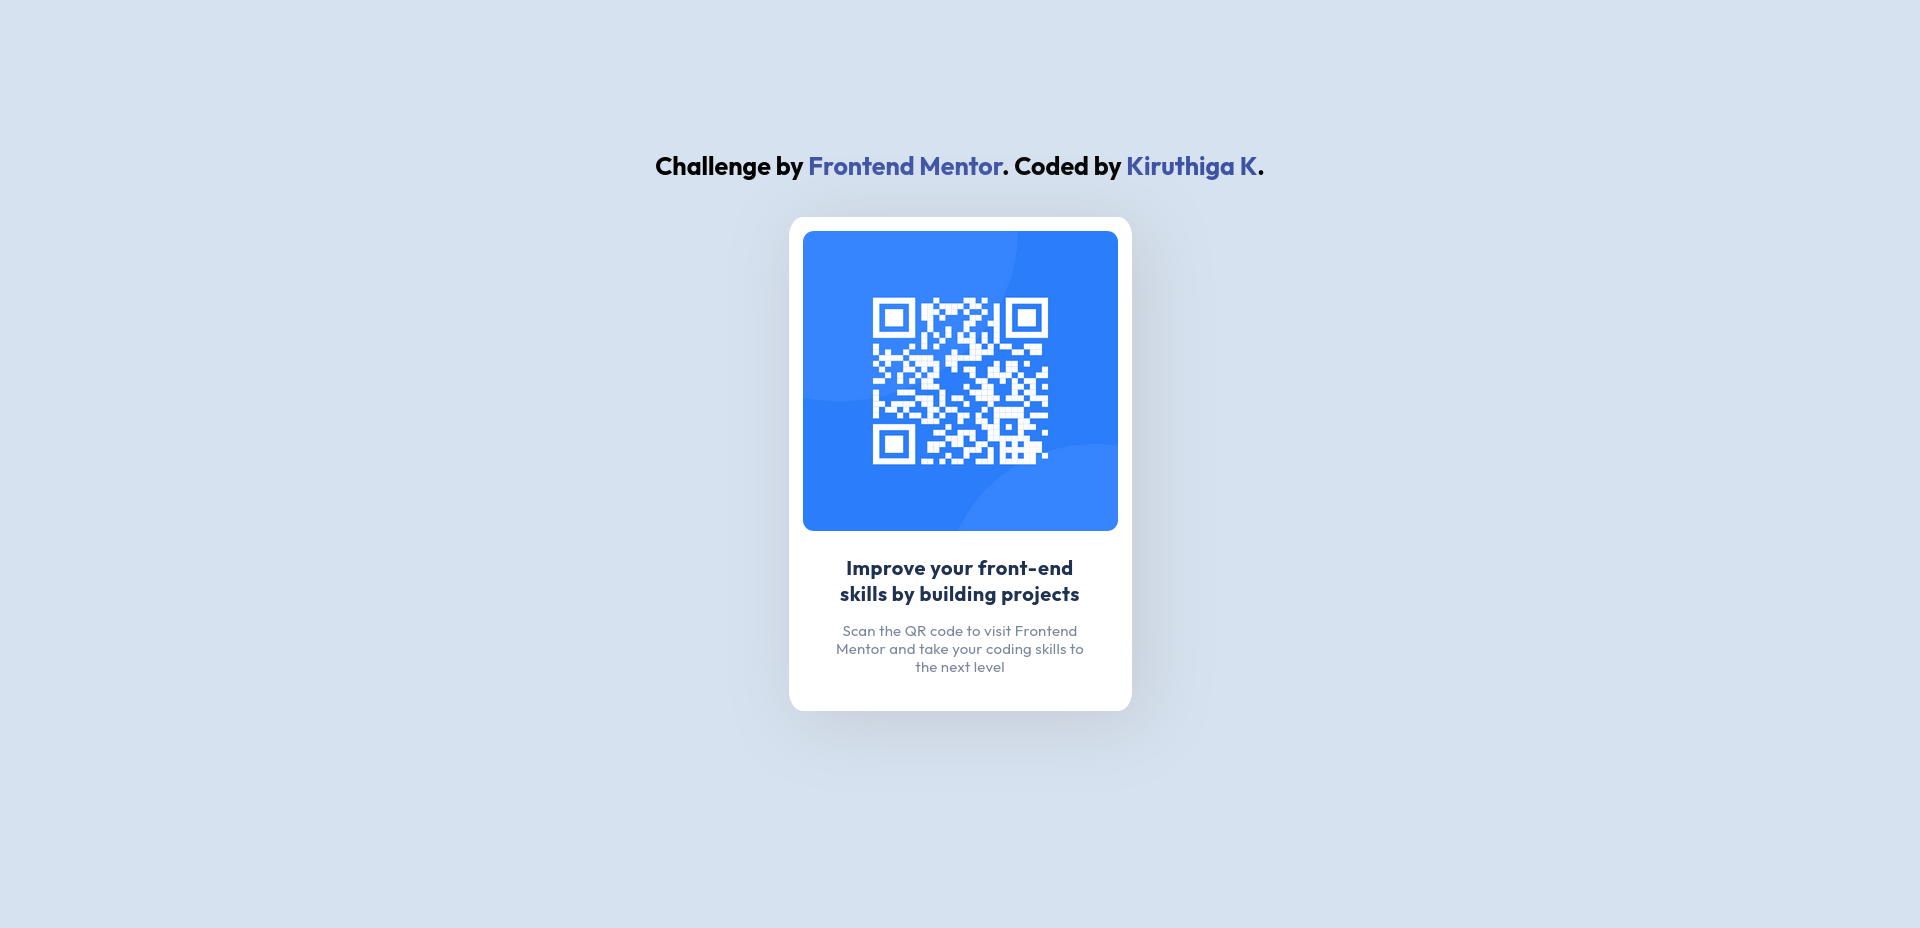 Challenge by Frontend Mentor. Coded by Kiruthiga K.
Improve your front-end
skills by building projects
Scan the QR code to visit Frontend
Mentor and take your coding skills to
the next level